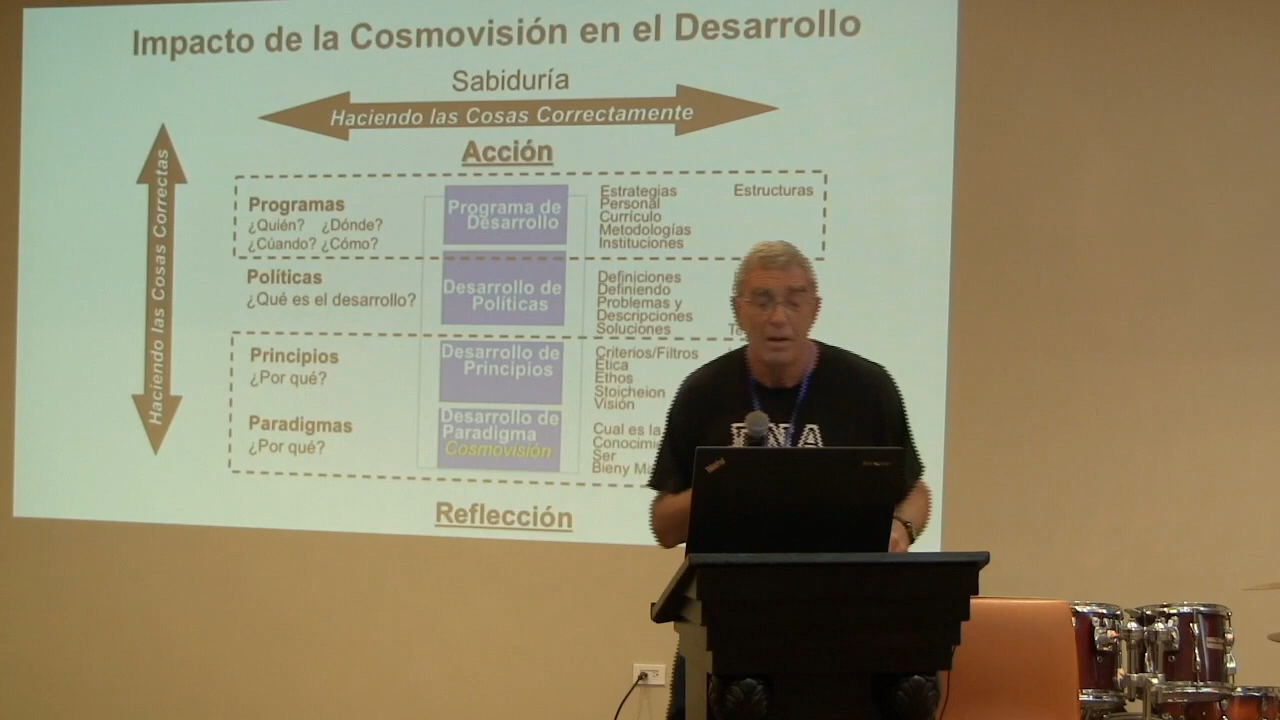 Impacto de la Cosmovisión en el Desarrollo
Sabiduría
Haciendo las Cosas Correctamente
Haciendo las Cosas Correctas
Acción
Programas
¿Quién? ¿Dónde?
¿Cúando? ¿Cómo?
Programa de
Desarrollo
Estrategias Estructuras
Personal
Currículo
Metodologías
Instituciones
Políticas
¿Qué es el desarrollo?
Desarrollo de
Políticas
Definiciones
Definiendo
Problemas y
Descripciones
Soluciones
Principios
¿Por qué?
Desarrollo de
Principios
Criterios/Filtros
Ética
Ethos
Stoicheion
Visión
Paradigmas
¿Por qué?
Desarrollo de
Paradigma
Cosmovisión
Cual es la
Ser
Bien y
Reflección
DNA
ThinkPad